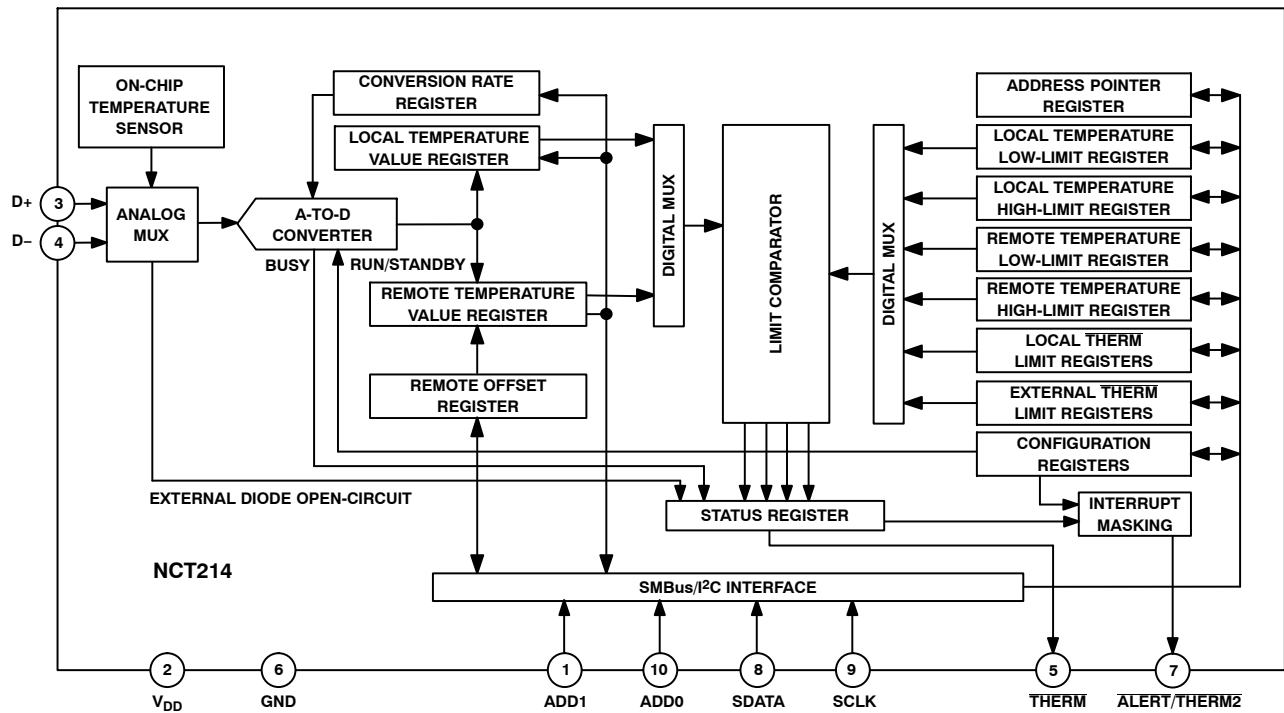 ON-CHIP
TEMPERATURE
SENSOR
CONVERSION RATE
REGISTER
LOCAL TEMPERATURE
VALUE REGISTER
D+
3
D–
4
ANALOG
MUX
A-TO-D
CONVERTER
BUSY
RUN/STANDBY
REMOTE TEMPERATURE
VALUE REGISTER
REMOTE OFFSET
REGISTER
DIGITAL MUX
LIMIT COMPARATOR
DIGITAL MUX
ADDRESS POINTER
REGISTER
LOCAL TEMPERATURE
LOW-LIMIT REGISTER
LOCAL TEMPERATURE
HIGH-LIMIT REGISTER
REMOTE TEMPERATURE
LOW-LIMIT REGISTER
REMOTE TEMPERATURE
HIGH-LIMIT REGISTER
LOCAL THERM
LIMIT REGISTERS
EXTERNAL THERM
LIMIT REGISTERS
CONFIGURATION
REGISTERS
EXTERNAL DIODE OPEN-CIRCUIT
STATUS REGISTER
INTERRUPT
MASKING
NCT214
SMBus/I²C INTERFACE
2
6
1
10
8
9
5
7
VDD
GND
ADD1
ADD0
SDATA
SCLK
THERM
ALERT/THERM2